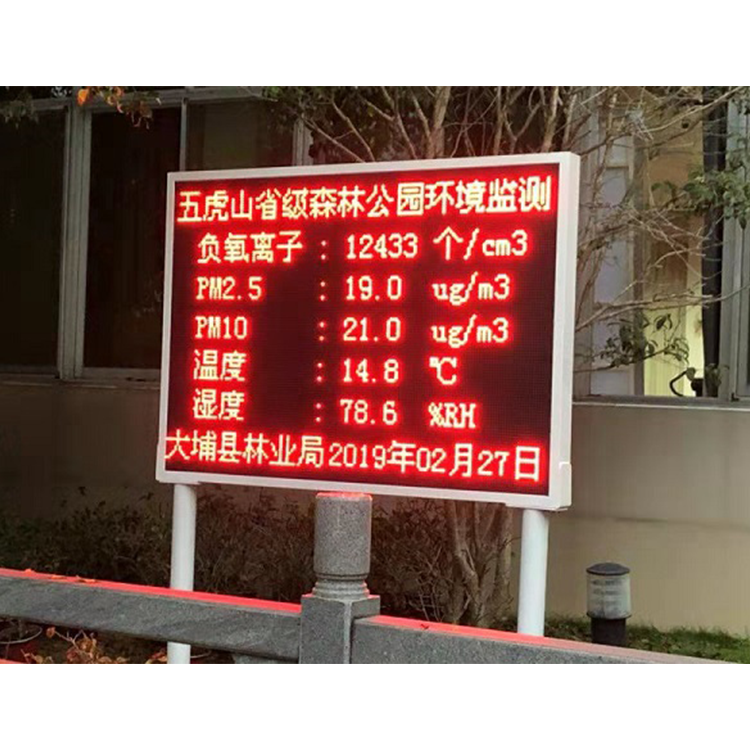 五虎山省级森林公园环境监测
负氧离子 : 12433 个/cm3
PM2.5 : 19.0 ug/m3
PM10 : 21.0 ug/m3
温度 : 14.8 ℃
湿度 : 78.6 %RH
大埔县林业局2019年02月27日